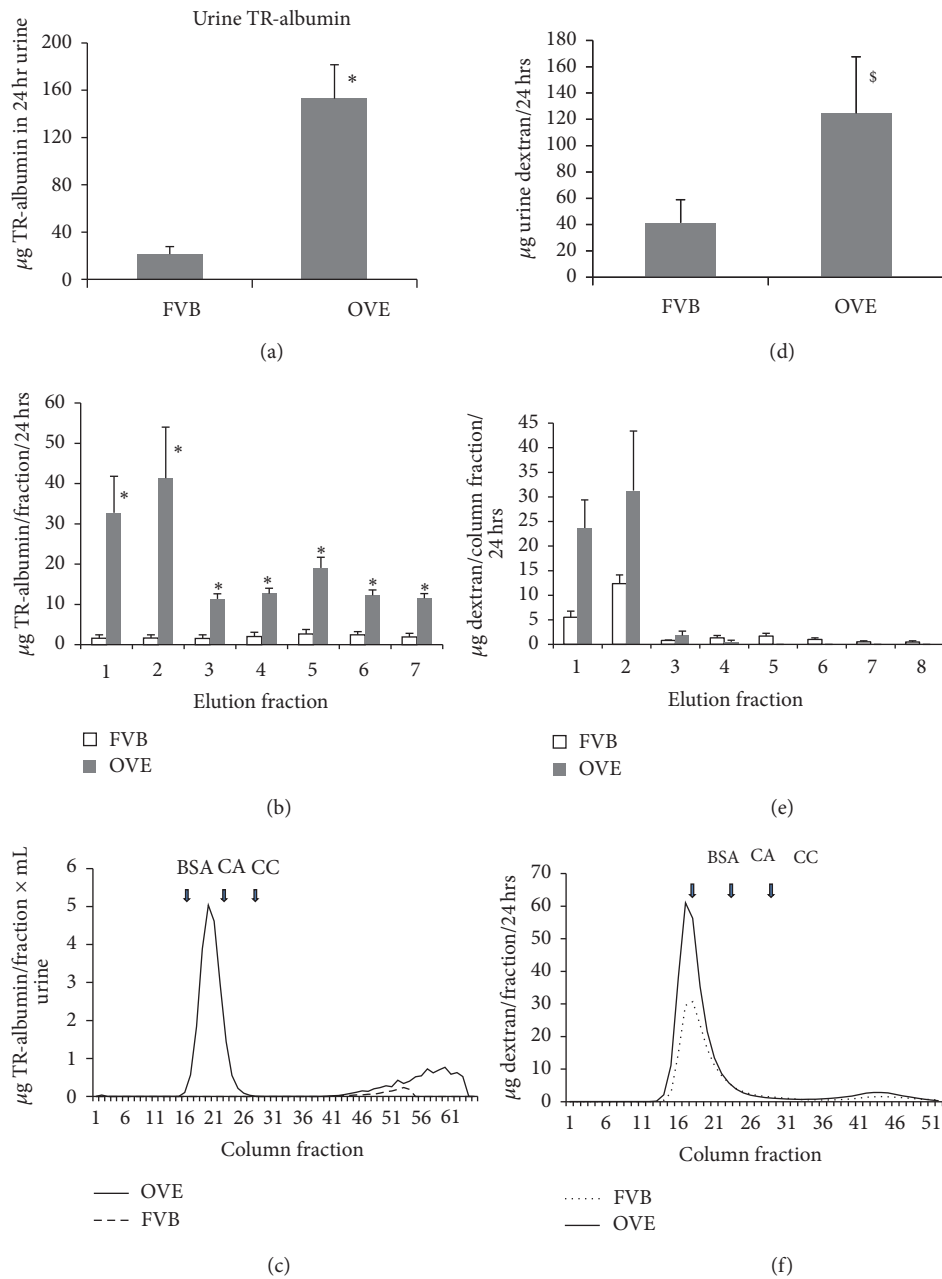 Urine TR-albumin
µg TR-albumin in 24 hr urine
200
160
120
80
40
0
*
FVB OVE
(a)
µg urine dextran/24 hrs
180
160
140
120
100
80
60
40
20
0
$
FVB OVE
(d)
µg TR-albumin/fraction/24 hrs
60
50
40
30
20
10
0
* * * * * * *
1 2 3 4 5 6 7
Elution fraction
FVB
OVE
(b)
µg dextran/column fraction/
24 hrs
45
40
35
30
25
20
15
10
5
0
1 2 3 4 5 6 7 8
Elution fraction
FVB
OVE
(e)
µg TR-albumin/fraction × mL
urine
6
5
4
3
2
1
0
BSA CA CC
1 6 11 16 21 26 31 36 41 46 51 56 61
Column fraction
OVE
FVB
(c)
µg dextran/fraction/24 hrs
70
60
50
40
30
20
10
0
BSA CA CC
1 6 11 16 21 26 31 36 41 46 51
Column fraction
FVB
OVE
(f)